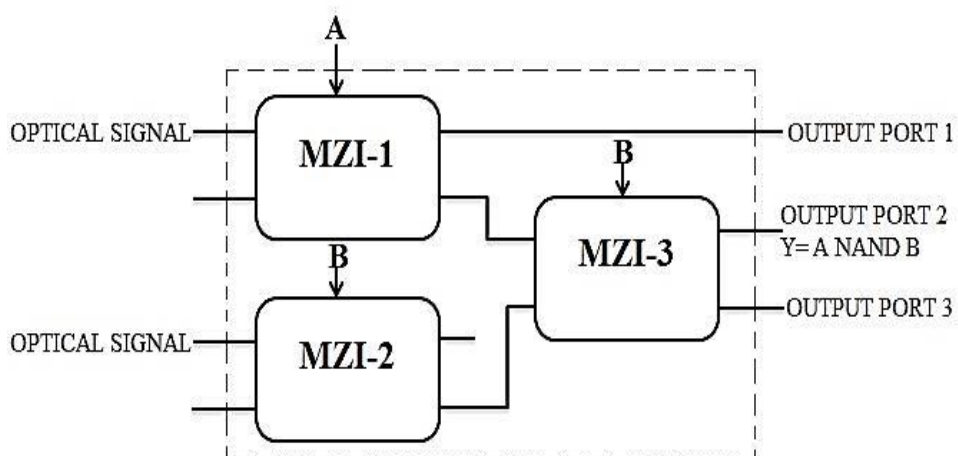 A
OPTICAL SIGNAL
MZI-1
OUTPUT PORT 1
B
OUTPUT PORT 2
Y= A NAND B
MZI-3
B
OUTPUT PORT 3
OPTICAL SIGNAL
MZI-2